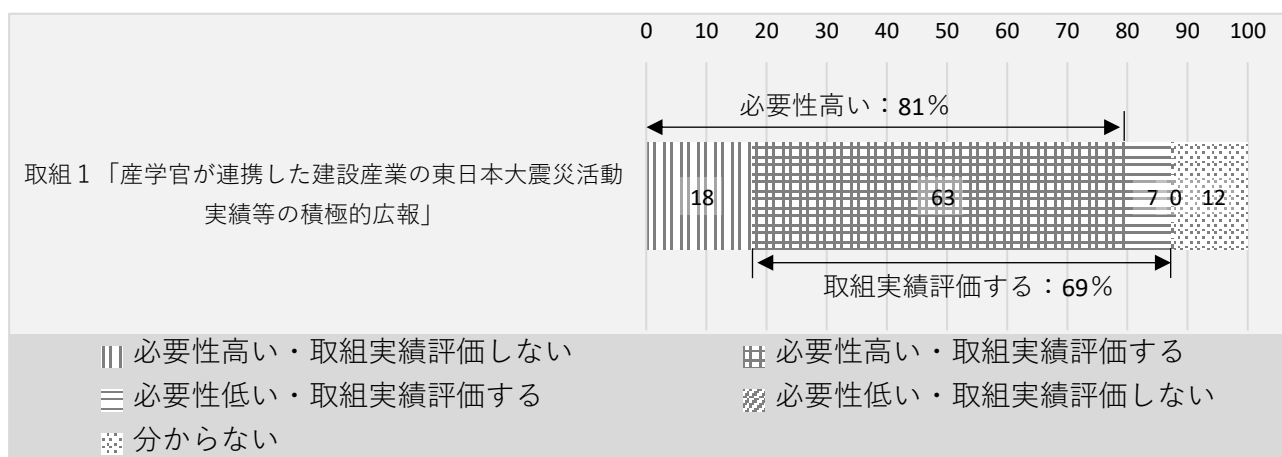 0 10 20 30 40 50 60 70 80 90 100
必要性高い：81％
取組１「産学官が連携した建設産業の東日本大震災活動
実績等の積極的広報」
18 63 7 0 12
取組実績評価する：69％
必要性高い・取組実績評価しない
必要性高い・取組実績評価する
必要性低い・取組実績評価する
必要性低い・取組実績評価しない
分からない